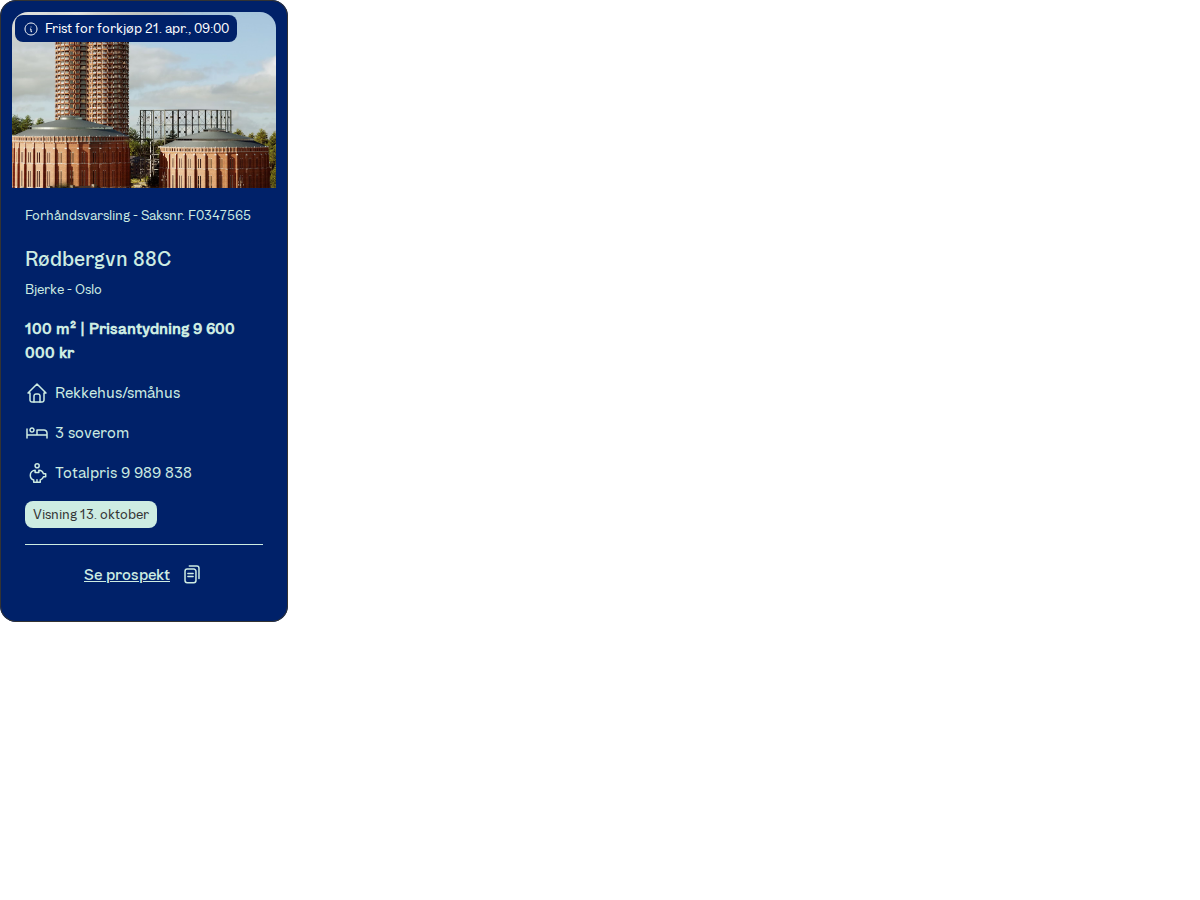 Frist for forkjøp 21. apr., 09:00
Forhåndsvarsling - Saksnr. F0347565
Rødbergvn 88C
Bjerke - Oslo
100 m² | Prisantydning 9 600
000 kr
Rekkehus/småhus
3 soverom
Totalpris 9 989 838
Visning 13. oktober
Se prospekt